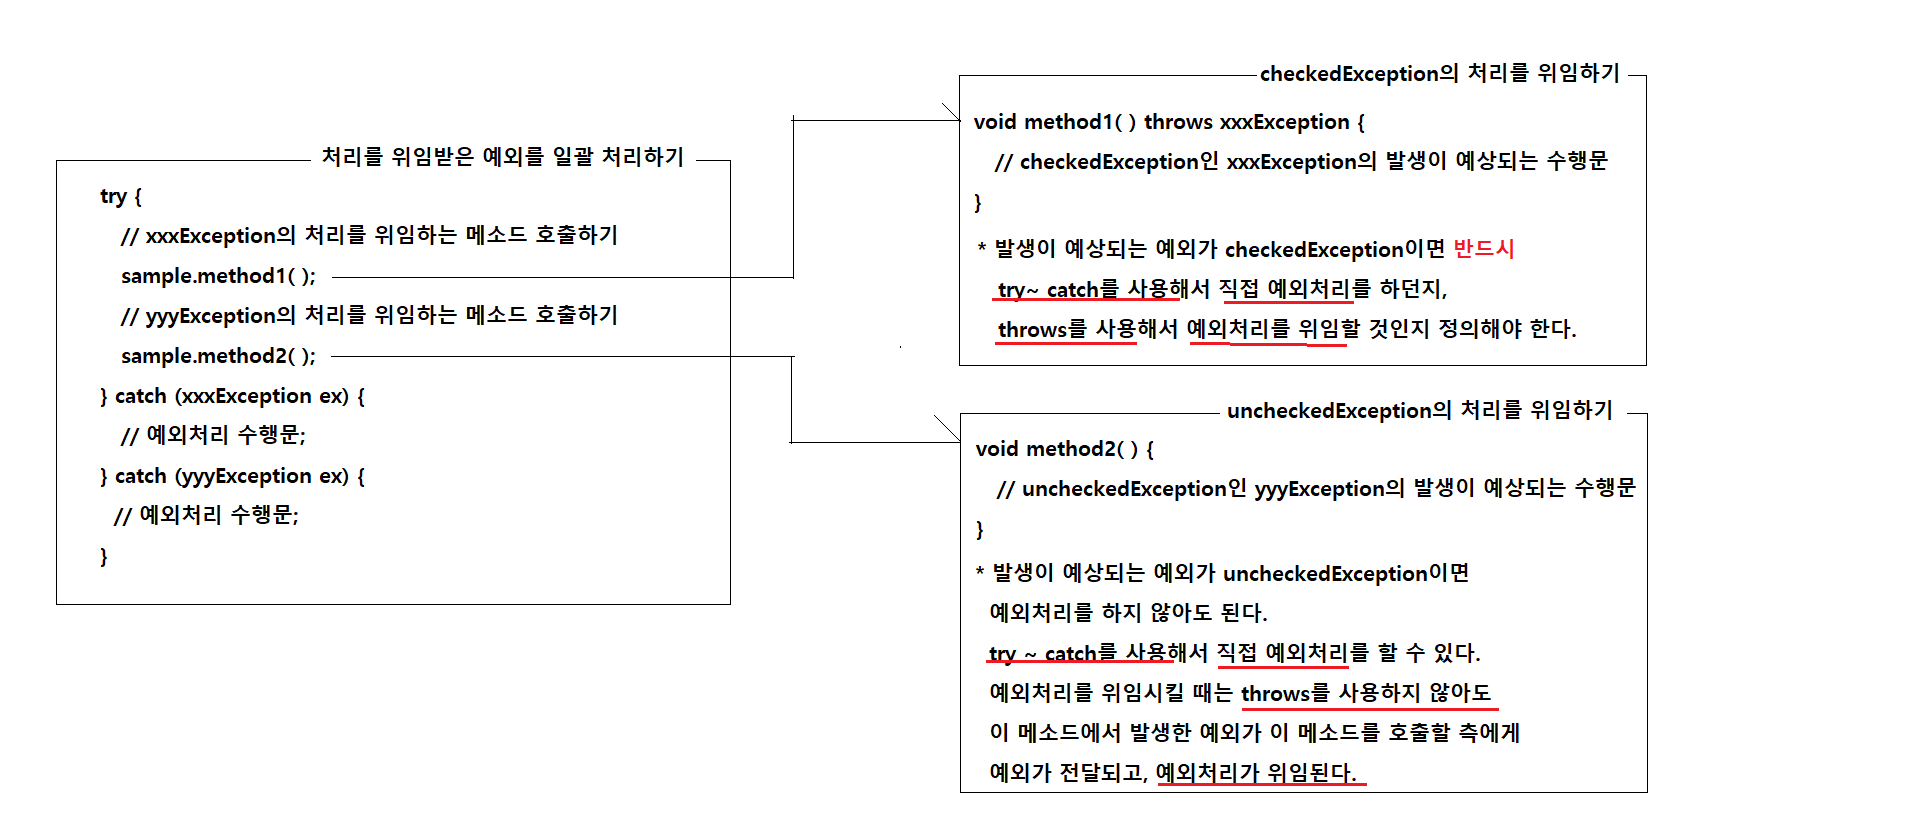 처리를 위임받은 예외를 일괄 처리하기
try {
// xxxException의 처리를 위임하는 메소드 호출하기
sample.method1( );
// yyyException의 처리를 위임하는 메소드 호출하기
sample.method2( );
} catch (xxxException ex) {
// 예외처리 수행문;
} catch (yyyException ex) {
// 예외처리 수행문;
}
checkedException의 처리를 위임하기
void method1( ) throws xxxException {
// checkedException인 xxxException의 발생이 예상되는 수행문
}
* 발생이 예상되는 예외가 checkedException이면 반드시
try~ catch를 사용해서 직접 예외처리를 하던지,
throws를 사용해서 예외처리를 위임할 것인지 정의해야 한다.
uncheckedException의 처리를 위임하기
void method2( ) {
// uncheckedException인 yyyException의 발생이 예상되는 수행문
}
* 발생이 예상되는 예외가 uncheckedException이면
예외처리를 하지 않아도 된다.
try ~ catch를 사용해서 직접 예외처리를 할 수 있다.
예외처리를 위임시킬 때는 throws를 사용하지 않아도
이 메소드에서 발생한 예외가 이 메소드를 호출할 측에게
예외가 전달되고, 예외처리가 위임된다.